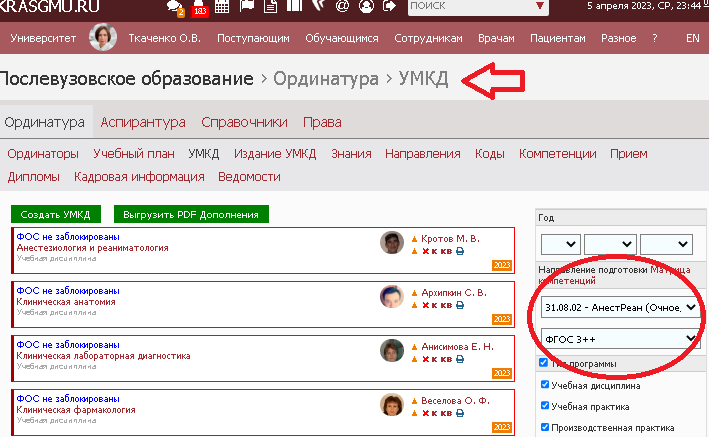 KRASGMU.RU
2
183
ПОИСК
5 апреля 2023, СР, 23:44
Университет Ткаченко О.В. Поступающим Обучающимся Сотрудникам Врачам Пациентам Разное ? EN
Послевузовское образование > Ординатура > УМКД
Ординатура Аспирантура Справочники Права
Ординаторы Учебный план УМКД Издание УМКД Знания Направления Коды Компетенции Прием
Дипломы Кадровая информация Ведомости
Создать УМКД Выгрузить PDF Дополнения
ФОС не заблокированы
Анестезиология и реаниматология
Учебная дисциплина
Кротов М. В.
К КВ
2023
ФОС не заблокированы
Клиническая анатомия
Учебная дисциплина
Архипкин С. В.
К КВ
2023
ФОС не заблокированы
Клиническая лабораторная диагностика
Учебная дисциплина
Анисимова Е. Н.
К КВ
2023
ФОС не заблокированы
Клиническая фармакология
Учебная дисциплина
Веселова О. Ф.
К КВ
2023
Год
Направление подготовки Матрица
компетенций
31.08.02 - АнестРеан (Очное,
ФГОС 3++
Тип программы
Учебная дисциплина
Учебная практика
Производственная практика